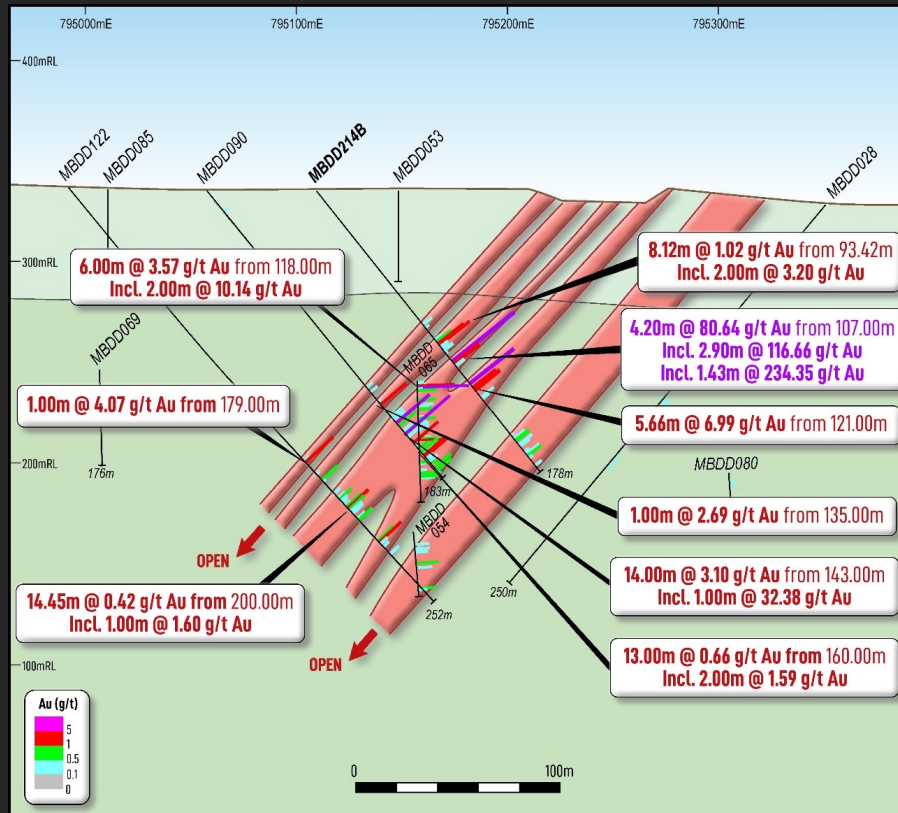 795000mE
795100mE
795200mE
795300mE
400mRL
MBDD122
MBDD085
MBDD090
MBDD214B
MBDD053
MBDD028
6.00m @ 3.57 g/t Au from 118.00m
Incl. 2.00m @ 10.14 g/t Au
8.12m @ 1.02 g/t Au from 93.42m
Incl. 2.00m @ 3.20 g/t Au
300mRL
4.20m @ 80.64 g/t Au from 107.00m
Incl. 2.90m @ 116.66 g/t Au
Incl. 1.43m @ 234.35 g/t Au
MBDD069
MBDD
065
1.00m @ 4.07 g/t Au from 179.00m
5.66m @ 6.99 g/t Au from 121.00m
200mRL
176m
178m
MBDD080
183m
1.00m @ 2.69 g/t Au from 135.00m
MBDD
054
OPEN
14.00m @ 3.10 g/t Au from 143.00m
Incl. 1.00m @ 32.38 g/t Au
250m
252m
14.45m @ 0.42 g/t Au from 200.00m
Incl. 1.00m @ 1.60 g/t Au
OPEN
13.00m @ 0.66 g/t Au from 160.00m
Incl. 2.00m @ 1.59 g/t Au
100mRL
Au (g/t)
5
1
0.5
0.1
0
0
100m